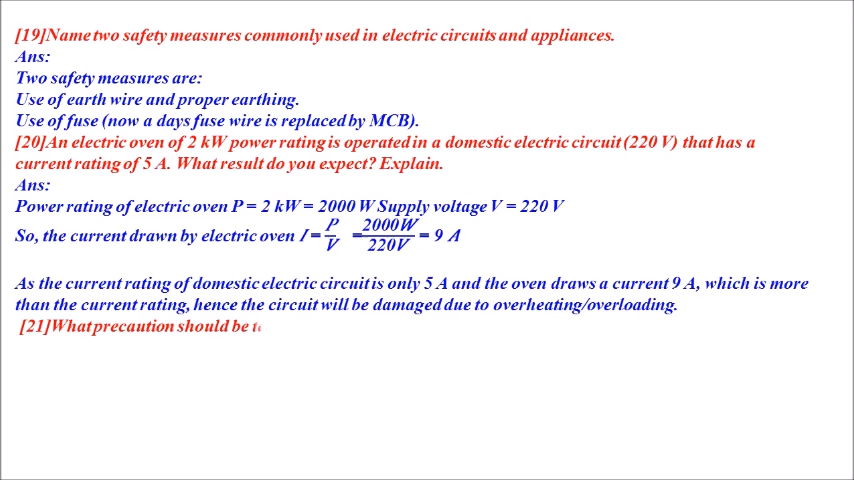 [19]Name two safety measures commonly used in electric circuits and appliances.
Ans:
Two safety measures are:
Use of earth wire and proper earthing.
Use of fuse (now a days fuse wire is replaced by MCB).
[20]An electric oven of 2 kW power rating is operated in a domestic electric circuit (220 V) that has a
current rating of 5 A. What result do you expect? Explain.
Ans:
Power rating of electric oven P = 2 kW = 2000 W Supply voltage V = 220 V
So, the current drawn by electric oven I = P/V = 2000W/220V = 9 A
As the current rating of domestic electric circuit is only 5 A and the oven draws a current 9 A, which is more
than the current rating, hence the circuit will be damaged due to overheating/overloading.
[21]What precaution should be